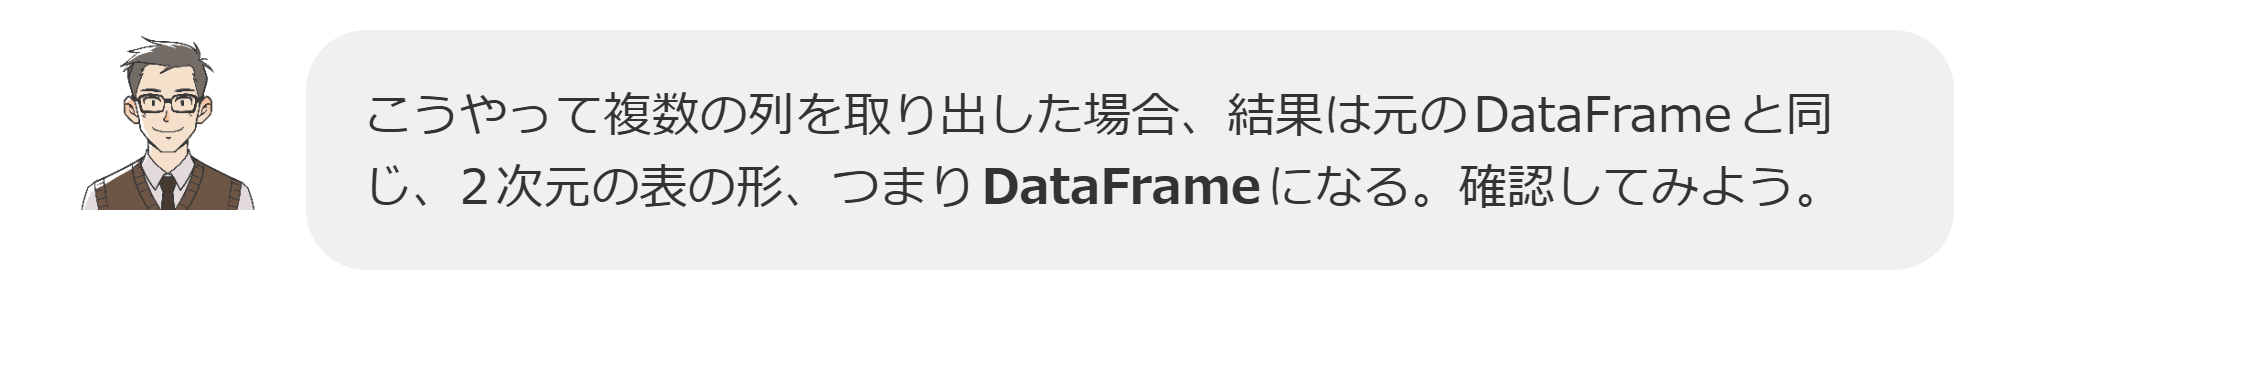 こうやって複数の列を取り出した場合、結果は元のDataFrameと同
じ、2次元の表の形、つまりDataFrameになる。確認してみよう。